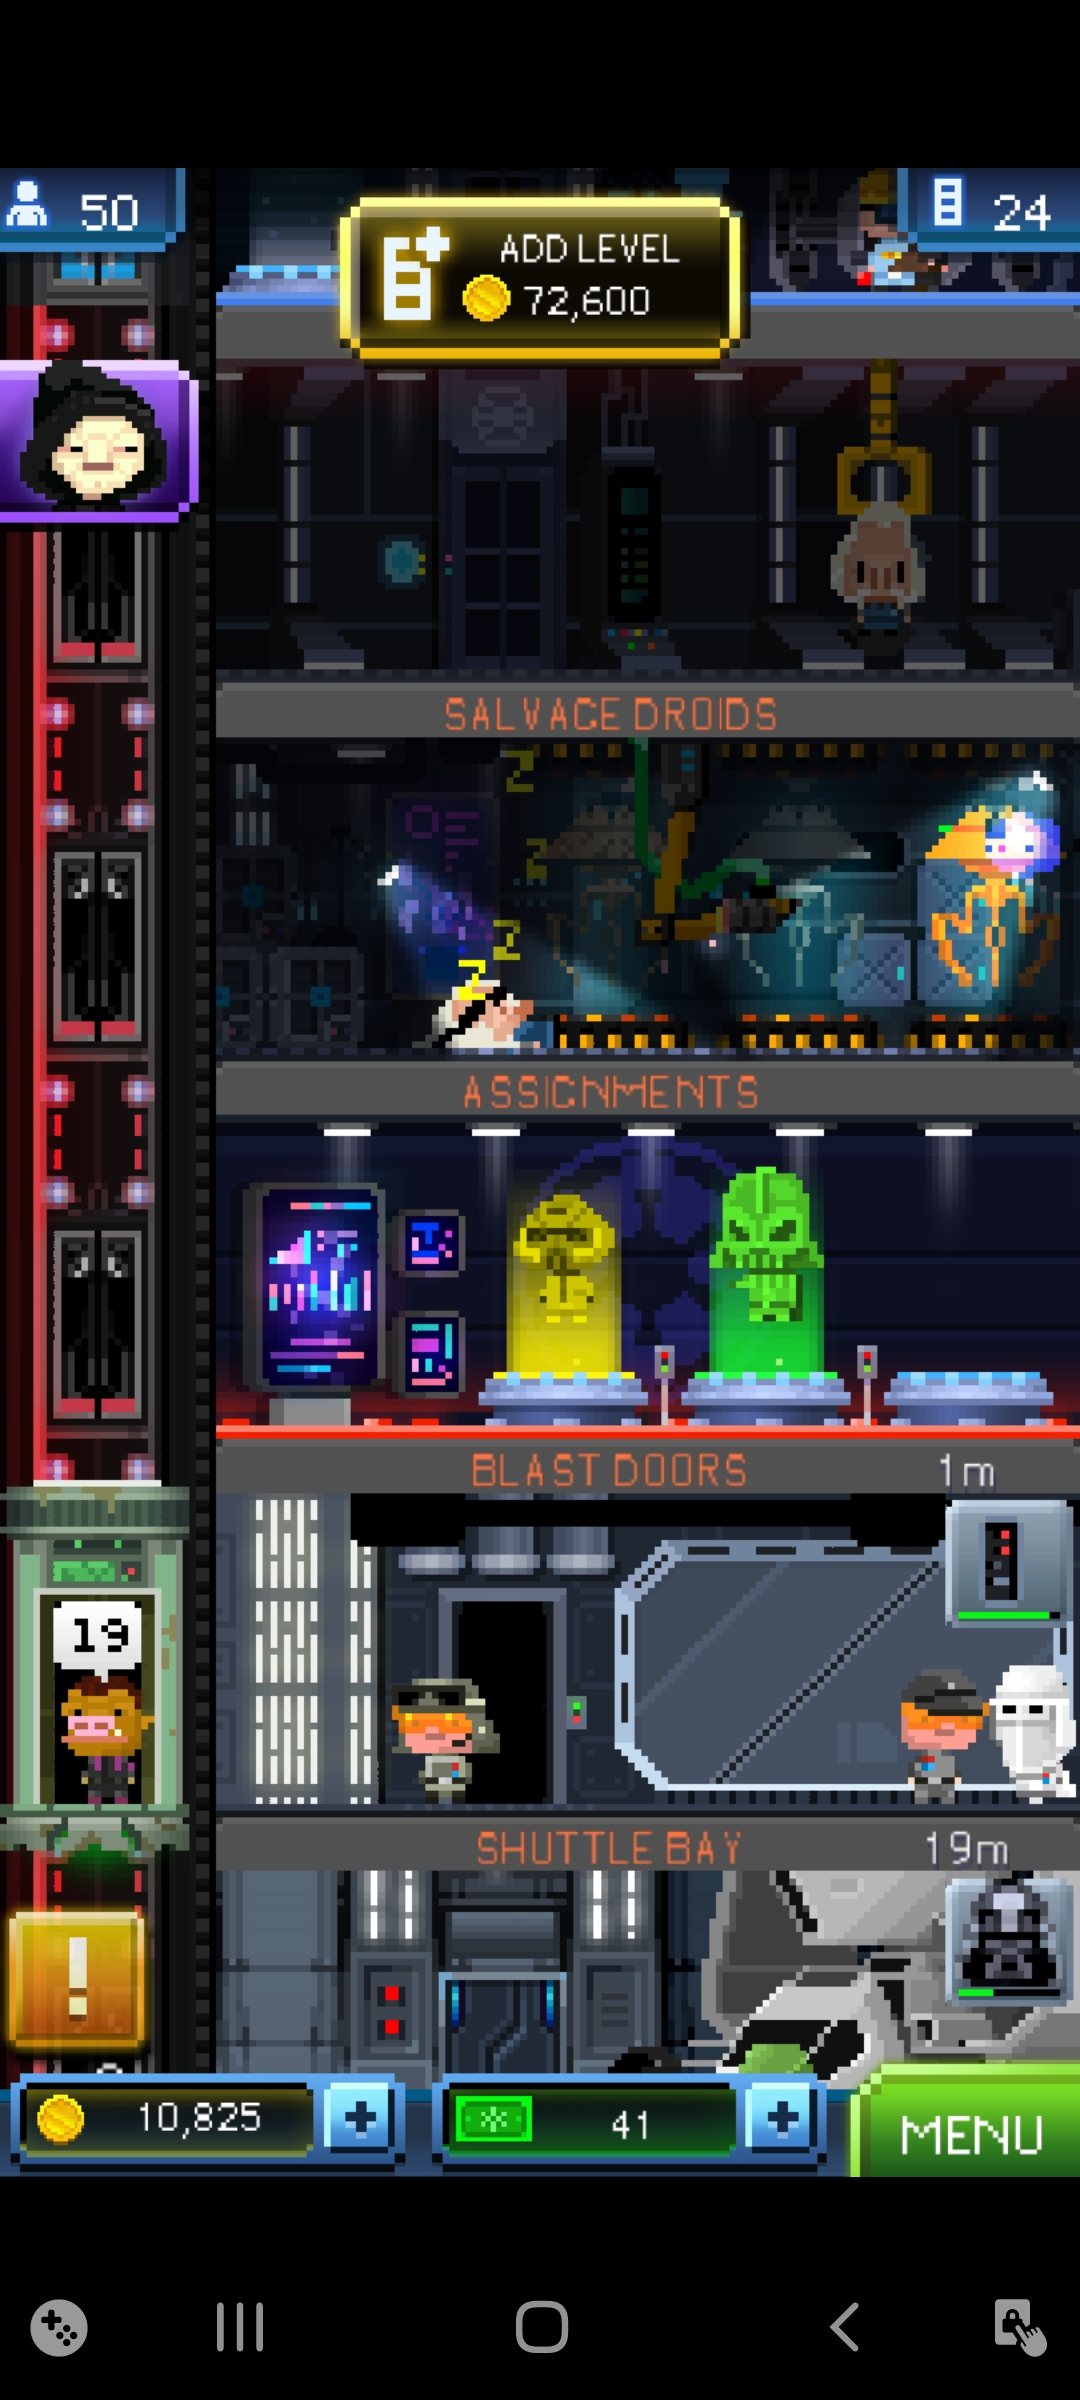 50
24
ADD LEVEL
72,600
SALVAGE DROIDS
Z
Z
Z
Z
ASSIGNMENTS
BLAST DOORS 1m
19
SHUTTLE BAY 19m
!
10,825
41
MENU